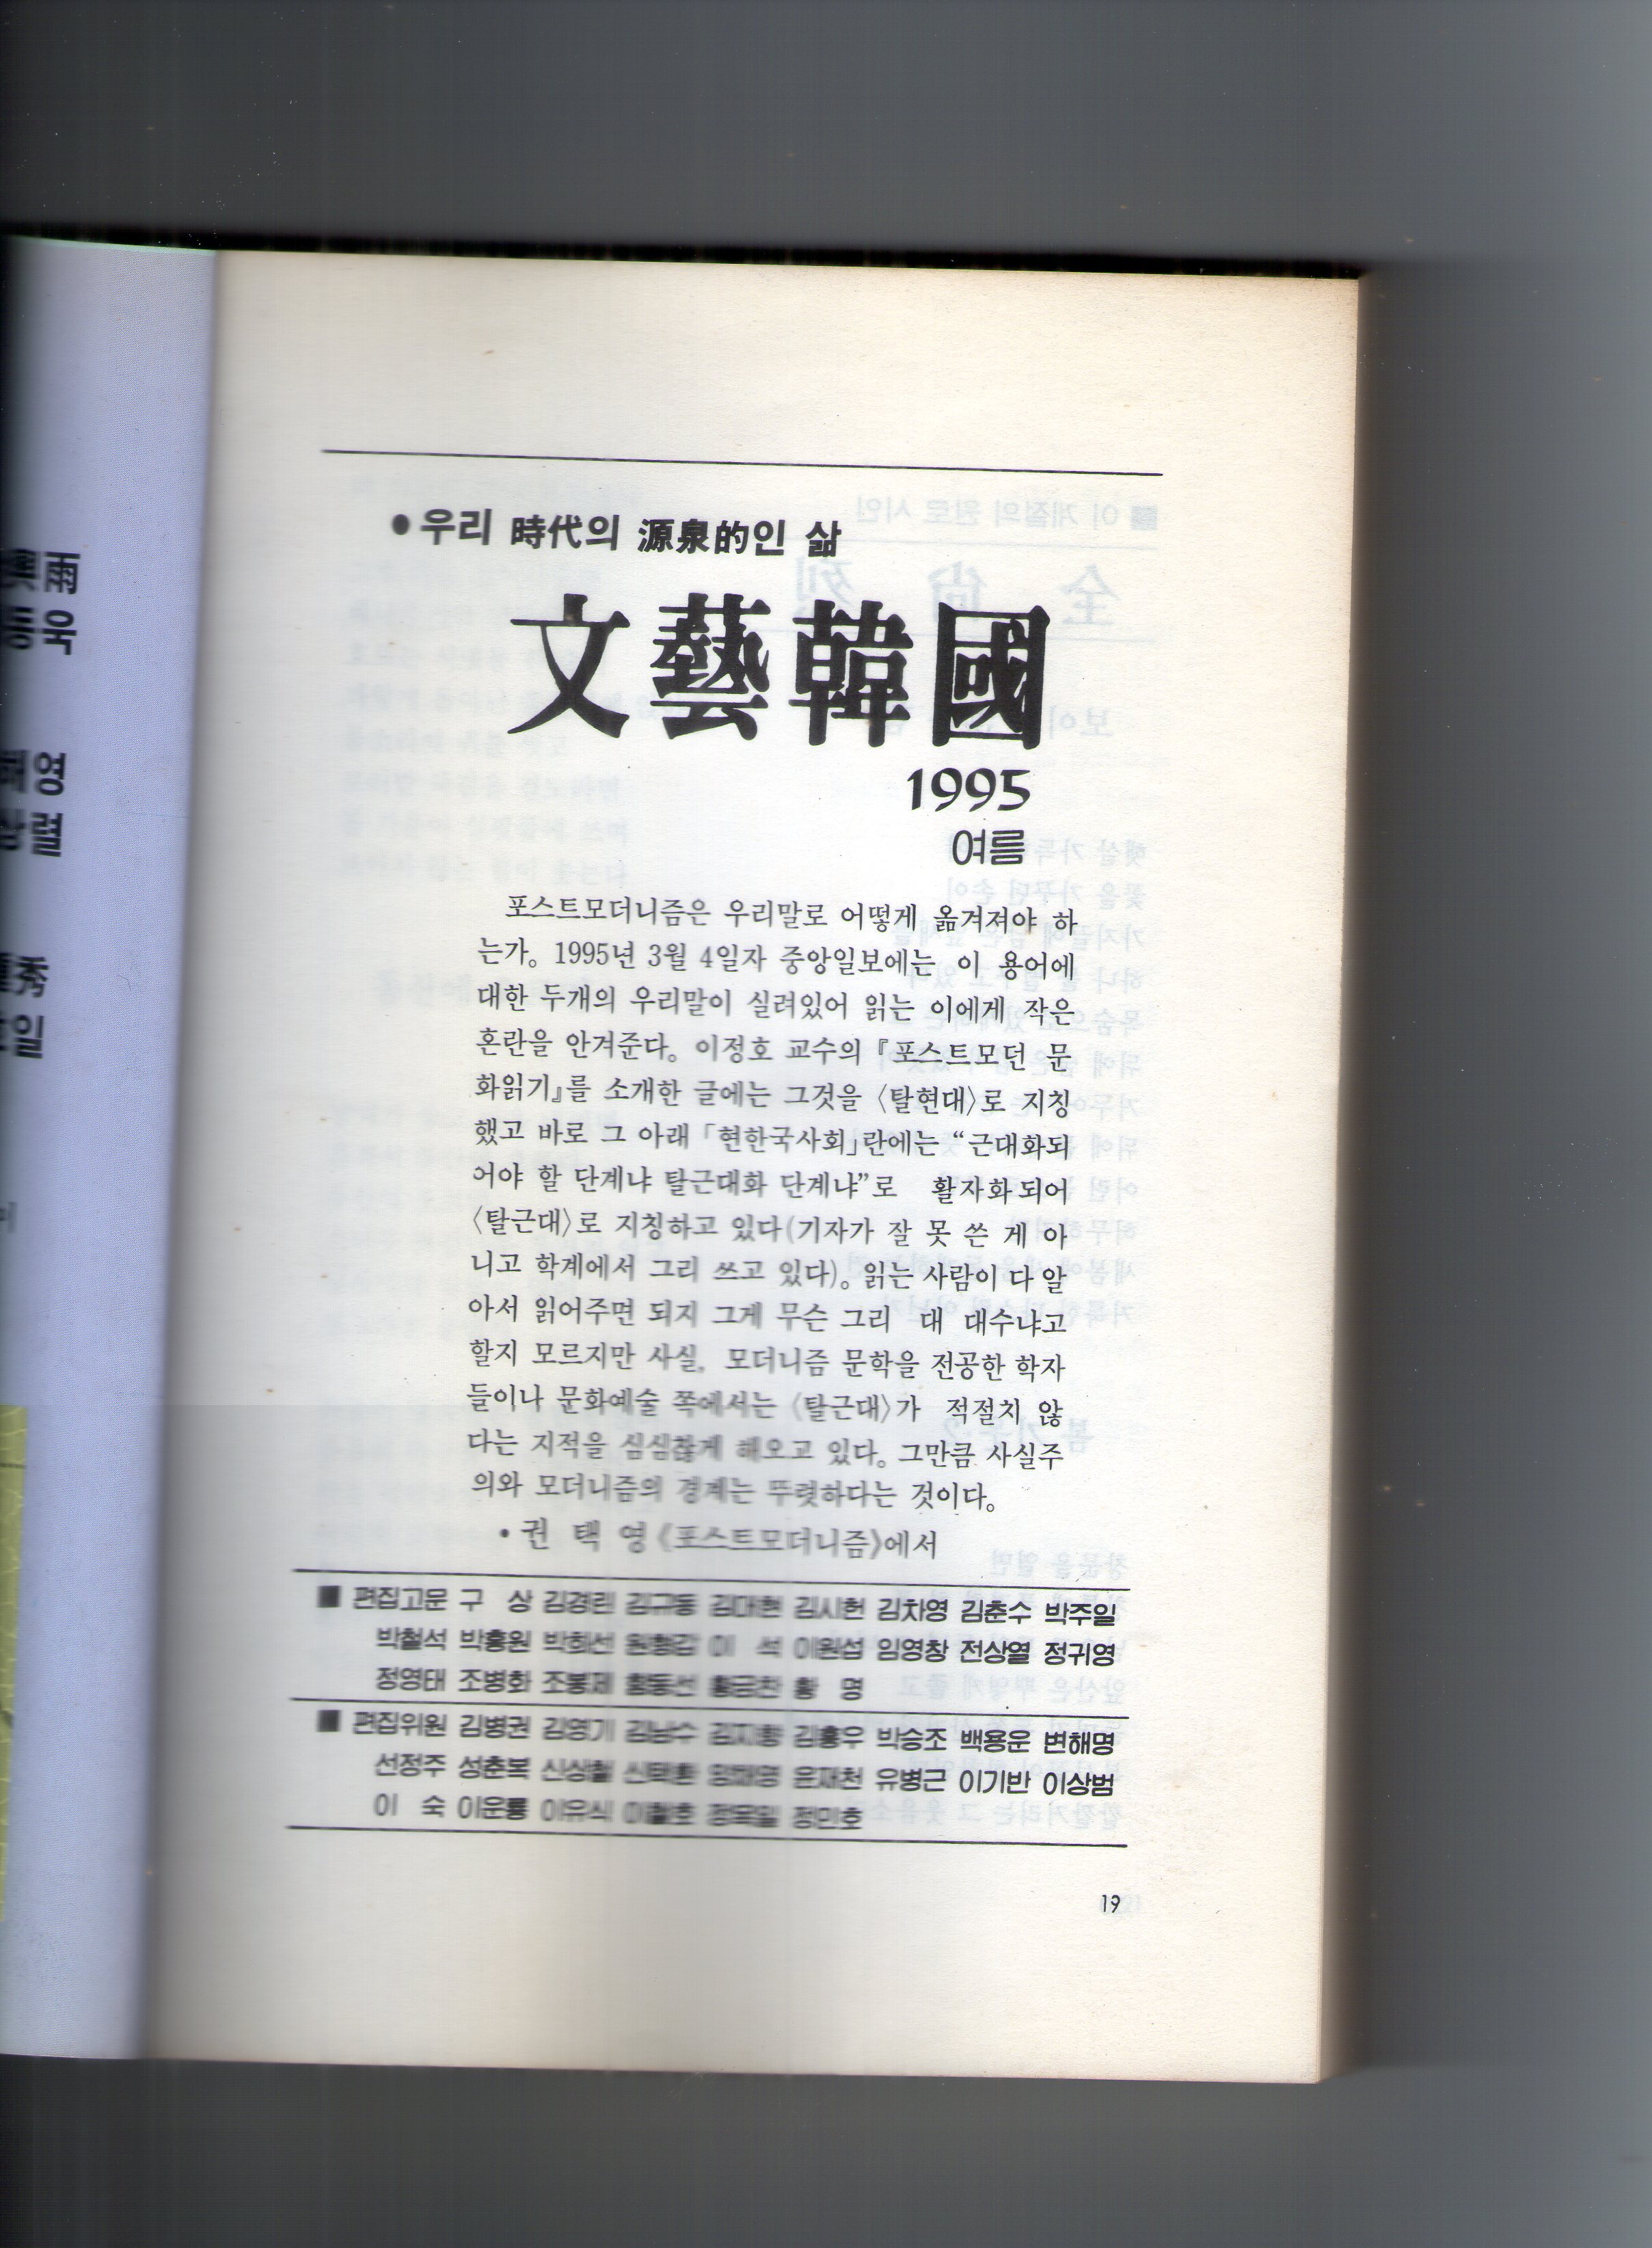 ● 우리 時代의 源泉的인 삶
文藝韓國
1995
여름
포스트모더니즘은 우리말로 어떻게 옮겨져야 하
는가。 1995년 3월 4일자 중앙일보에는 이 용어에
대한 두개의 우리말이 실려있어 읽는 이에게 작은
혼란을 안겨준다。 이정호 교수의 『포스트모던 문
화읽기』를 소개한 글에는 그것을 〈탈현대〉로 지칭
했고 바로 그 아래 「현한국사회」란에는 “근대화되
어야 할 단계냐 탈근대화 단계냐”로 활자화되어
〈탈근대〉로 지칭하고 있다(기자가 잘 못 쓴 게 아
니고 학계에서 그리 쓰고 있다)。 읽는 사람이 다 알
아서 읽어주면 되지 그게 무슨 그리 대 대수냐고
할지 모르지만 사실, 모더니즘 문학을 전공한 학자
들이나 문화예술 쪽에서는 〈탈근대〉가 적절치 않
다는 지적을 심심찮게 해오고 있다。 그만큼 사실주
의와 모더니즘의 경계는 뚜렷하다는 것이다。
• 권 택 영 《포스트모더니즘》에서
■ 편집고문 구 상 김경린 김규동 김대현 김시헌 김차영 김춘수 박주일
박철석 박흥원 박희선 원형갑 이 석 이원섭 임영창 전상열 정귀영
정영태 조병화 조봉제 함동선 황금찬 황 명
■ 편집위원 김병권 김영기 김남수 김지향 김흥우 박승조 백용운 변해명
선정주 성춘복 신상철 윤재천 유병근 이기반 이상범
이 숙 이운룡 이유식 이철호 정목일 정민호
19